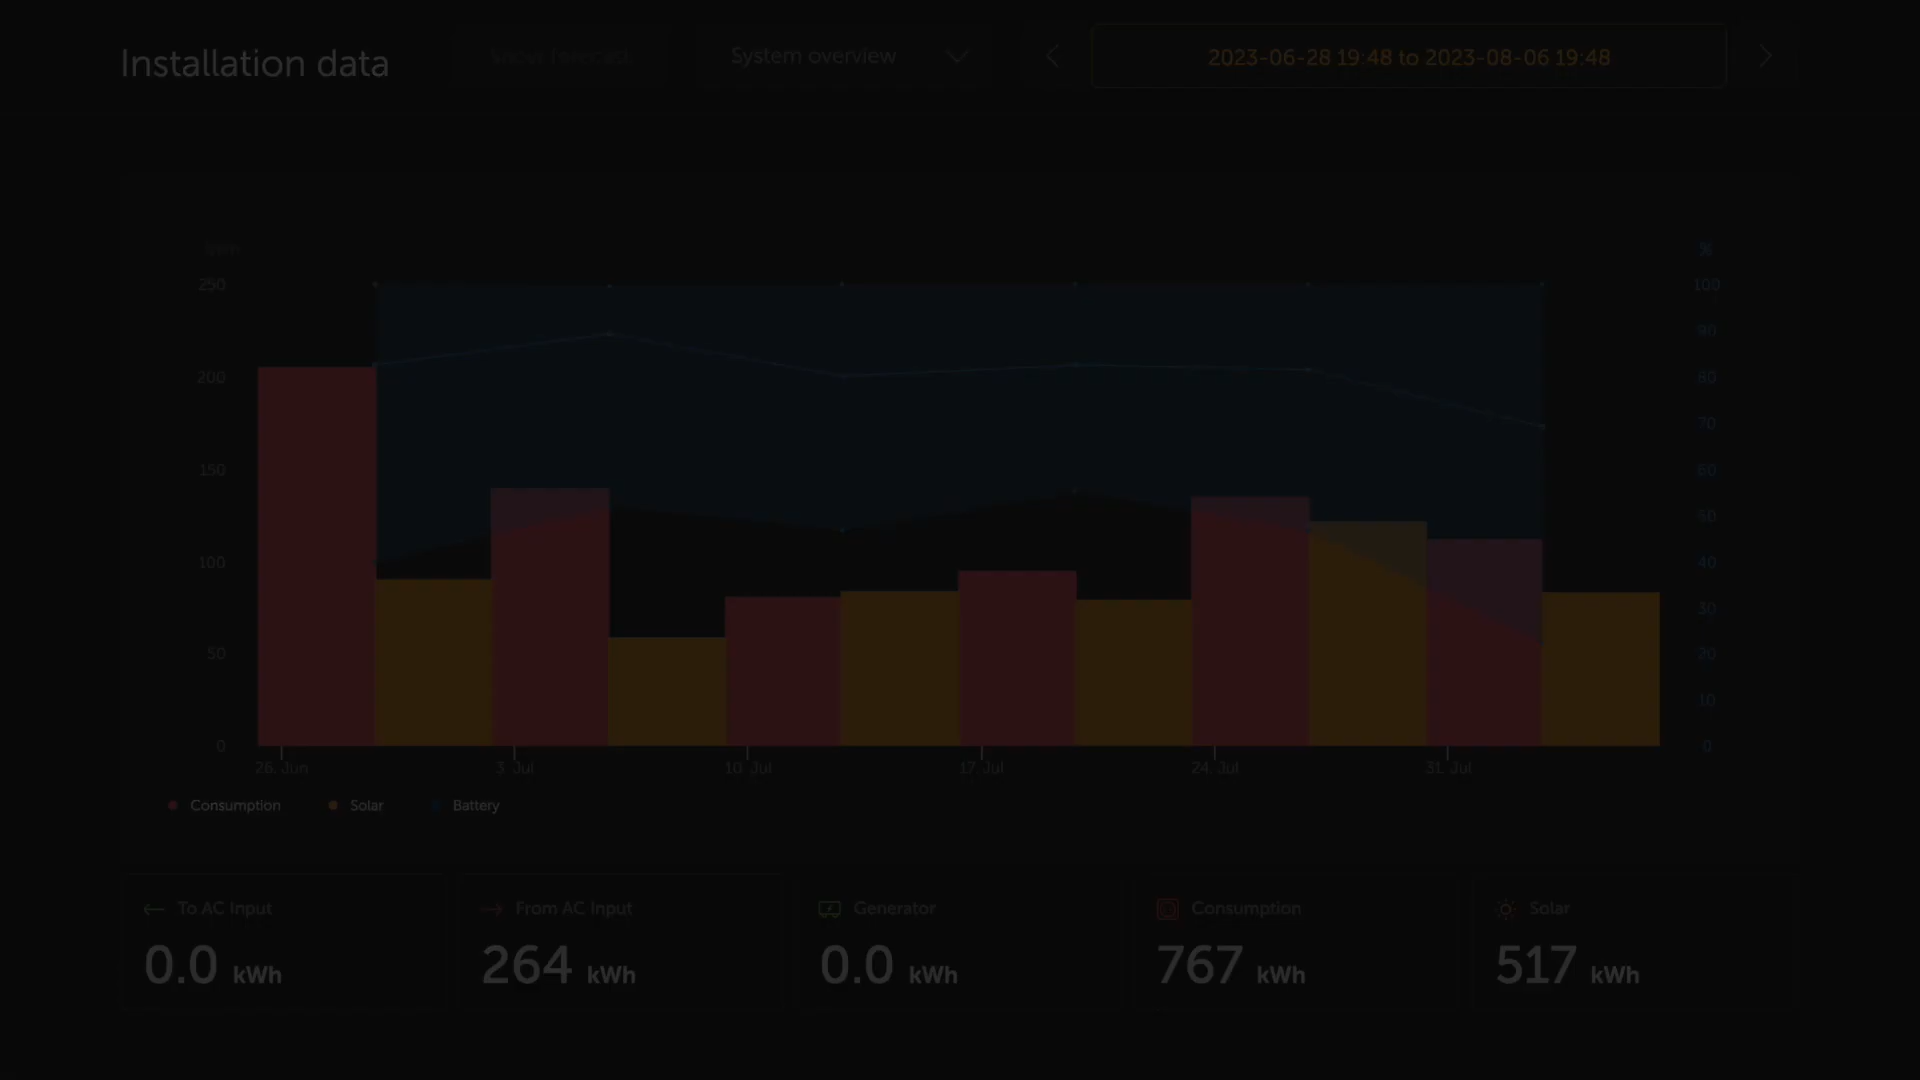 Installation data
Show forecast
System overview
2023-06-28 19:48 to 2023-08-06 19:48
kWh
%
250
200
150
100
50
0
100
90
80
70
60
50
40
30
20
10
0
26. Jun
3. Jul
10. Jul
17. Jul
24. Jul
31. Jul
Consumption
Solar
Battery
To AC Input
0.0 kWh
From AC Input
264 kWh
Generator
0.0 kWh
Consumption
767 kWh
Solar
517 kWh